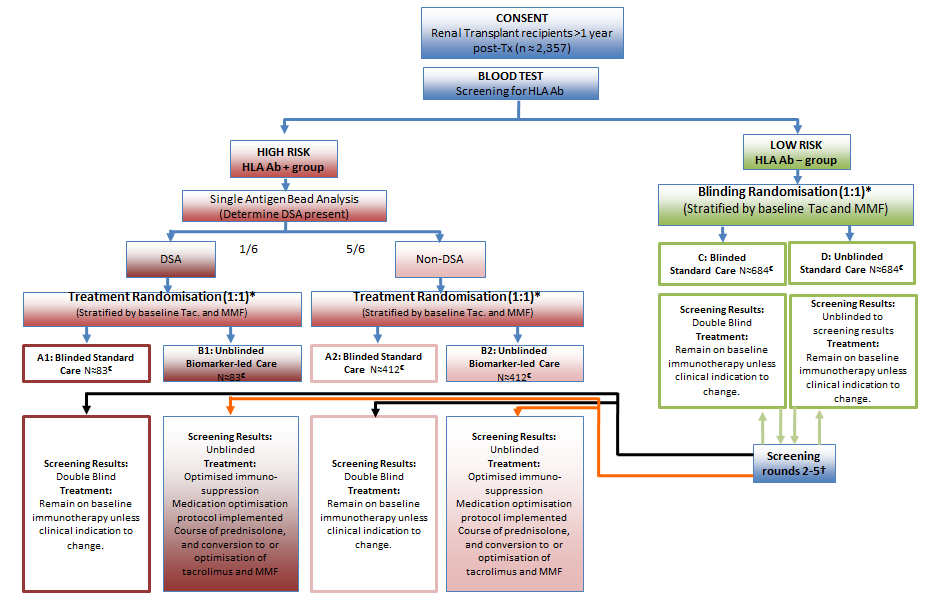 CONSENT
Renal Transplant recipients >1 year
post-Tx (n ≈ 2,357)
BLOOD TEST
Screening for HLA Ab
HIGH RISK
HLA Ab + group
LOW RISK
HLA Ab – group
Single Antigen Bead Analysis
(Determine DSA present)
Blinding Randomisation (1:1)*
(Stratified by baseline Tac and MMF)
DSA
1/6
5/6
Non-DSA
C: Blinded
Standard Care N≈684£
D: Unblinded
Standard Care N≈684£
Treatment Randomisation (1:1)*
(Stratified by baseline Tac. and MMF)
Treatment Randomisation (1:1)*
(Stratified by baseline Tac. and MMF)
A1: Blinded Standard
Care N≈83£
B1: Unblinded
Biomarker-led Care
N≈83£
A2: Blinded Standard
Care N≈412£
B2: Unblinded
Biomarker-led Care
N≈412£
Screening Results:
Double Blind
Treatment:
Remain on baseline
immunotherapy unless
clinical indication to
change.
Screening Results:
Unblinded to
screening results
Treatment:
Remain on baseline
immunotherapy unless
clinical indication to
change.
Screening Results:
Double Blind
Treatment:
Remain on baseline
immunotherapy unless
clinical indication to
change.
Screening Results:
Unblinded
Treatment:
Optimised immuno-
suppression
Medication optimisation
protocol implemented
Course of prednisolone,
and conversion to or
optimisation of
tacrolimus and MMF
Screening Results:
Double Blind
Treatment:
Remain on baseline
immunotherapy unless
clinical indication to
change.
Screening Results:
Unblinded
Treatment:
Optimised immuno-
suppression
Medication optimisation
protocol implemented
Course of prednisolone,
and conversion to or
optimisation of
tacrolimus and MMF
Screening
rounds 2-5†